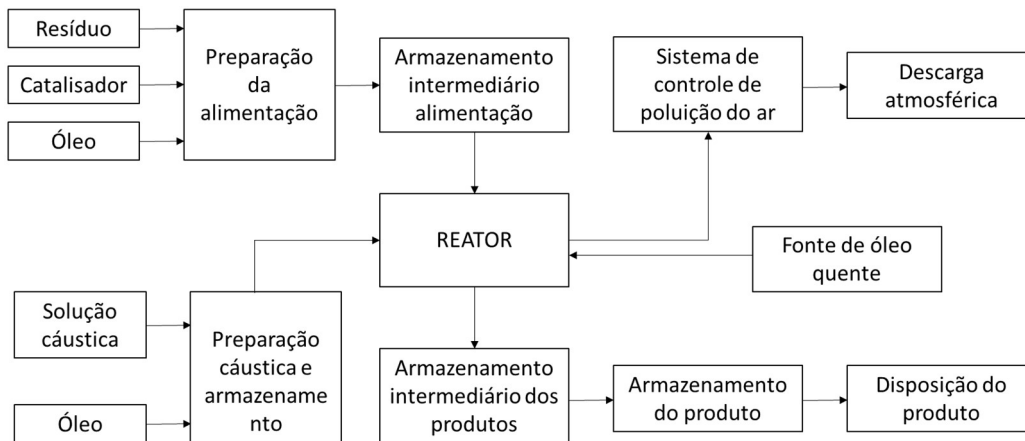 Resíduo
Catalisador
Óleo
Preparação
da
alimentação
Armazenamento
intermediário
alimentação
Sistema de
controle de
poluição do ar
Descarga
atmosférica
REATOR
Fonte de óleo
quente
Solução
cáustica
Óleo
Preparação
cáustica e
armazename
nto
Armazenamento
intermediário dos
produtos
Armazenamento
do produto
Disposição do
produto